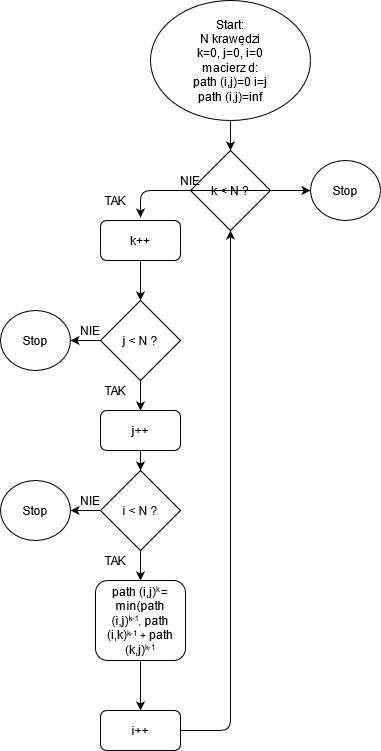 Start:
N krawędzi
k=0, j=0, i=0
macierz d:
path (i,j)=0 i=j
path (i,j)=inf
NIE
k < N ?
Stop
TAK
k++
NIE
Stop
j < N ?
TAK
j++
NIE
Stop
i < N ?
TAK
path (i,j)ᵏ=
min(path
(i,j)ᵏ⁻¹, path
(i,k)ᵏ⁻¹ + path
(k,j)ᵏ⁻¹
i++